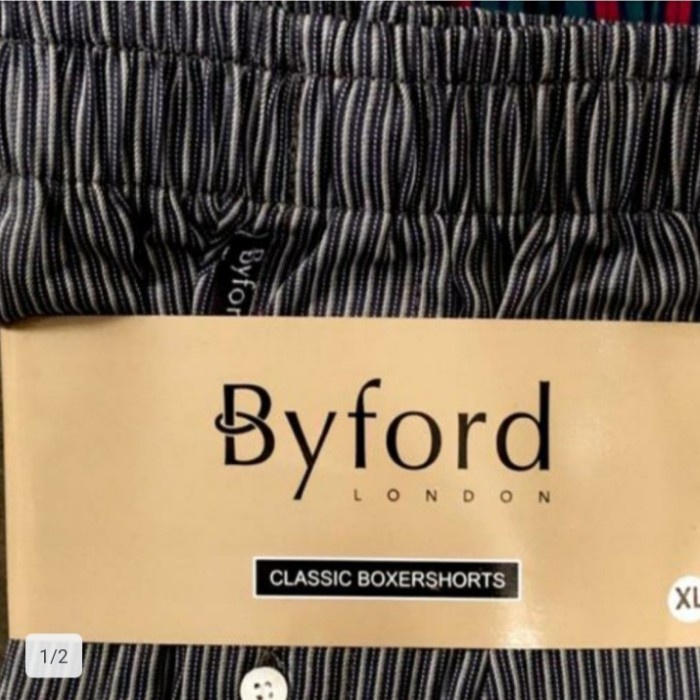 Byfor
Byford
LONDON
CLASSIC BOXERSHORTS
XL
1/2